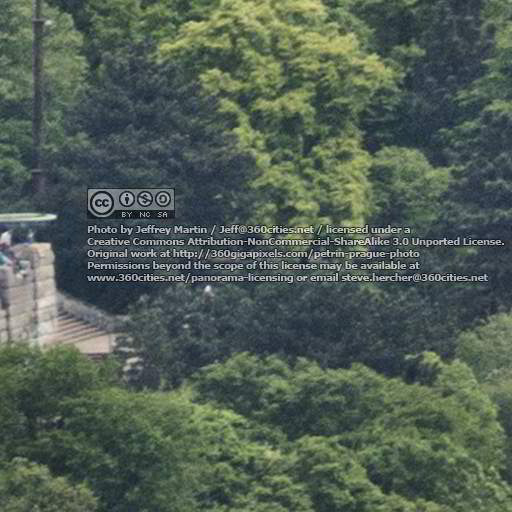 cc
BY NC SA
Photo by Jeffrey Martin / Jeff@360cities.net / licensed under a
Creative Commons Attribution-NonCommercial-ShareAlike 3.0 Unported License.
Original work at http://360gigapixels.com/petrin-prague-photo
Permissions beyond the scope of this license may be available at
www.360cities.net/panorama-licensing or email steve.hercher@360cities.net